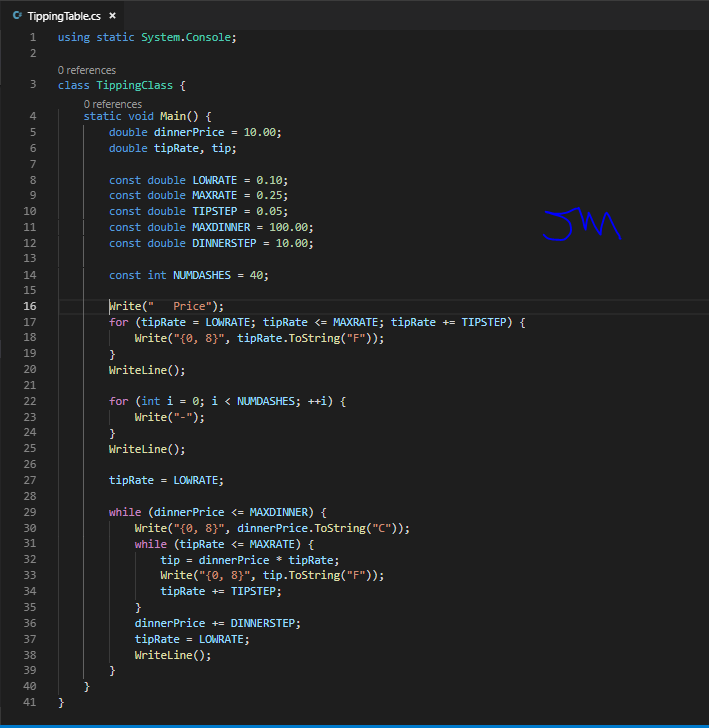 TippingTable.cs ×
1 using static System.Console;
2
0 references
3 class TippingClass {
0 references
4 static void Main() {
5 double dinnerPrice = 10.00;
6 double tipRate, tip;
7
8 const double LOWRATE = 0.10;
9 const double MAXRATE = 0.25;
10 const double TIPSTEP = 0.05;
11 const double MAXDINNER = 100.00;
12 const double DINNERSTEP = 10.00;
13
14 const int NUMDASHES = 40;
15
16 Write("   Price");
17 for (tipRate = LOWRATE; tipRate <= MAXRATE; tipRate += TIPSTEP) {
18 Write("{0, 8}", tipRate.ToString("F"));
19 }
20 WriteLine();
21
22 for (int i = 0; i < NUMDASHES; ++i) {
23 Write("-");
24 }
25 WriteLine();
26
27 tipRate = LOWRATE;
28
29 while (dinnerPrice <= MAXDINNER) {
30 Write("{0, 8}", dinnerPrice.ToString("C"));
31 while (tipRate <= MAXRATE) {
32 tip = dinnerPrice * tipRate;
33 Write("{0, 8}", tip.ToString("F"));
34 tipRate += TIPSTEP;
35 }
36 dinnerPrice += DINNERSTEP;
37 tipRate = LOWRATE;
38 WriteLine();
39 }
40 }
41 }